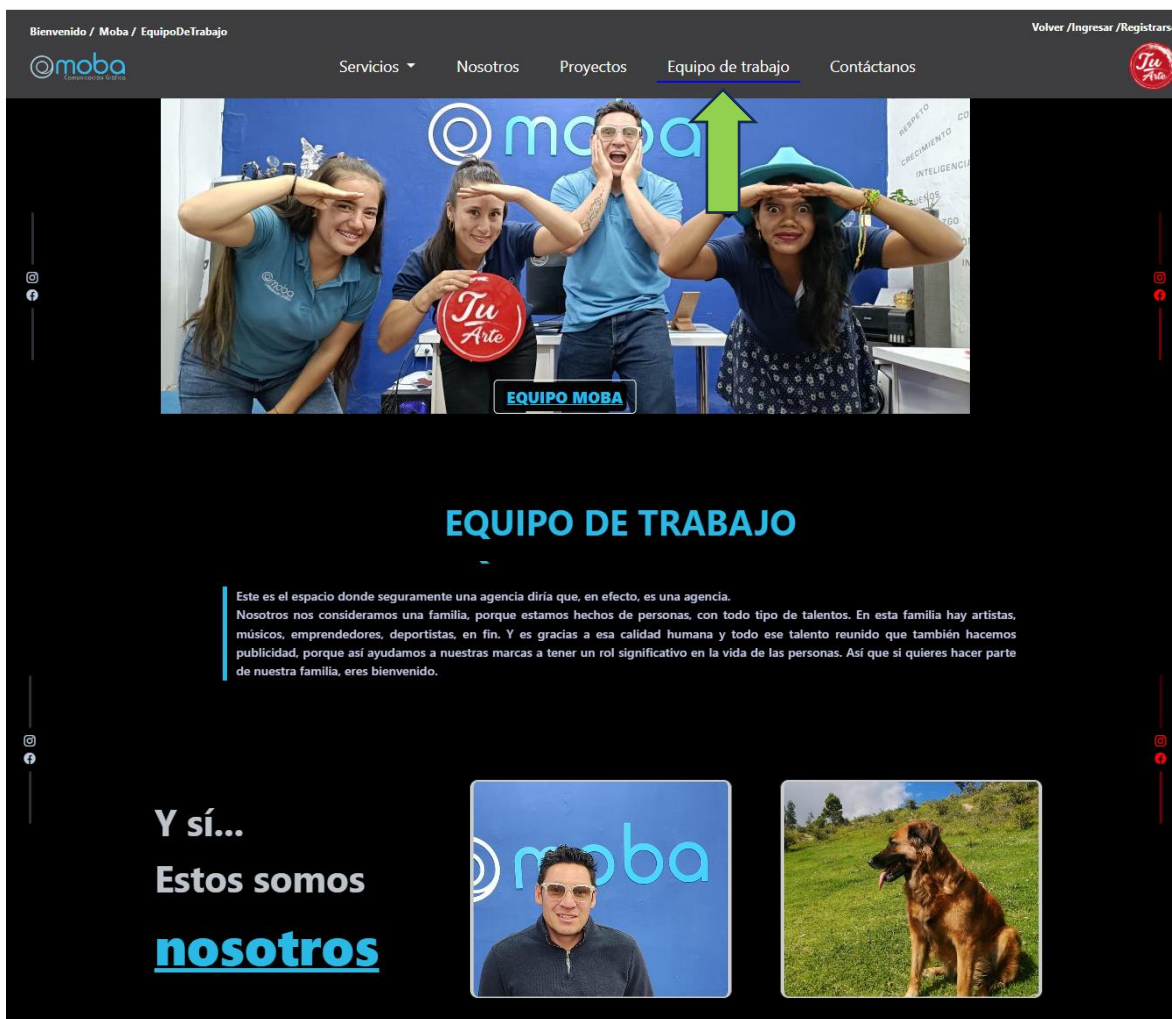 Bienvenido / Moba / EquipoDeTrabajo
Volver /Ingresar /Registrarse
moba
Comunicación Gráfica
Servicios
Nosotros
Proyectos
Equipo de trabajo
Contáctanos
Tu
Arte
moba
RESPETO
CRECIMIENTO
INTELIGENCIA
moba
Tu
Arte
EQUIPO MOBA
EQUIPO DE TRABAJO
Este es el espacio donde seguramente una agencia diría que, en efecto, es una agencia.
Nosotros nos consideramos una familia, porque estamos hechos de personas, con todo tipo de talentos. En esta familia hay artistas,
músicos, emprendedores, deportistas, en fin. Y es gracias a esa calidad humana y todo ese talento reunido que también hacemos
publicidad, porque así ayudamos a nuestras marcas a tener un rol significativo en la vida de las personas. Así que si quieres hacer parte
de nuestra familia, eres bienvenido.
Y sí...
Estos somos
nosotros
moba